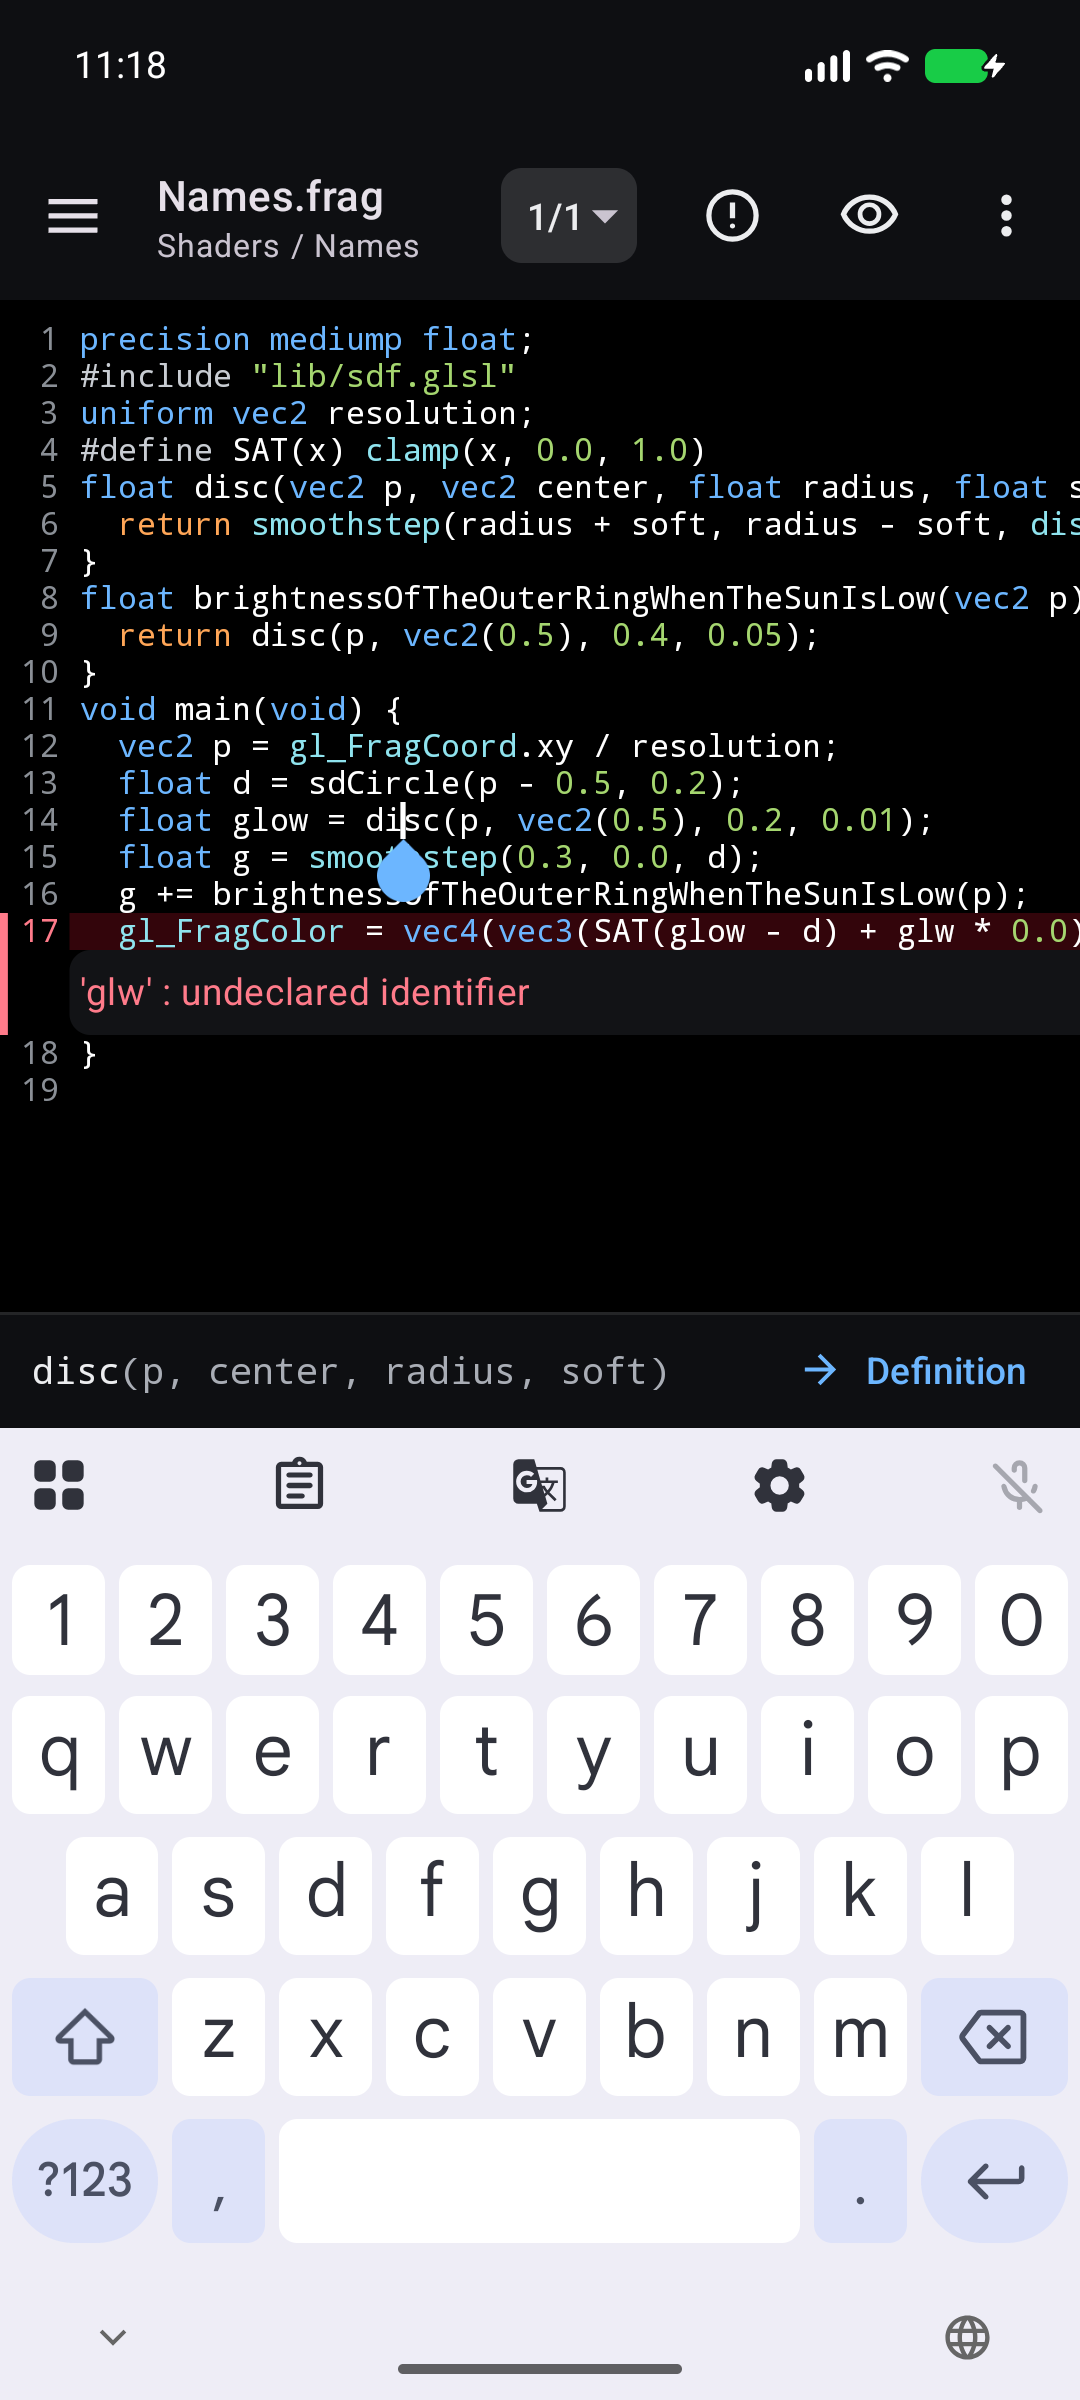 11:18
Names.frag
Shaders / Names
1/1
1 precision mediump float;
2 #include "lib/sdf.glsl"
3 uniform vec2 resolution;
4 #define SAT(x) clamp(x, 0.0, 1.0)
5 float disc(vec2 p, vec2 center, float radius, float s
6   return smoothstep(radius + soft, radius - soft, dis
7 }
8 float brightnessOfTheOuterRingWhenTheSunIsLow(vec2 p)
9   return disc(p, vec2(0.5), 0.4, 0.05);
10 }
11 void main(void) {
12   vec2 p = gl_FragCoord.xy / resolution;
13   float d = sdCircle(p - 0.5, 0.2);
14   float glow = disc(p, vec2(0.5), 0.2, 0.01);
15   float g = smoothstep(0.3, 0.0, d);
16   g += brightnessOfTheOuterRingWhenTheSunIsLow(p);
17   gl_FragColor = vec4(vec3(SAT(glow - d) + glw * 0.0)
'glw' : undeclared identifier
18 }
19
disc(p, center, radius, soft)
Definition
1 2 3 4 5 6 7 8 9 0
q w e r t y u i o p
a s d f g h j k l
z x c v b n m
?123 , .